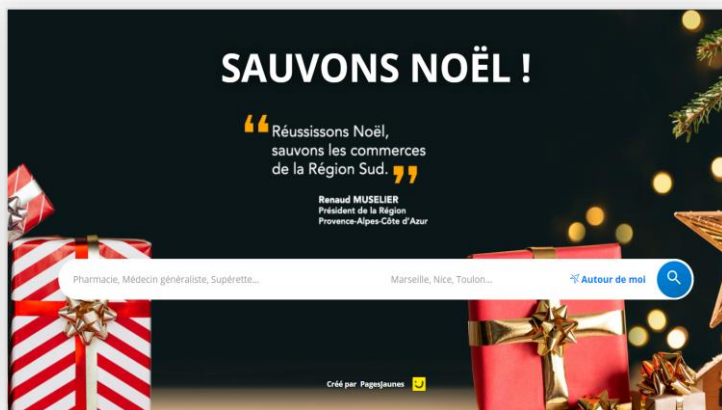 SAUVONS NOËL !
“ Réussissons Noël,
sauvons les commerces
de la Région Sud. ”
Renaud MUSELIER
Président de la Région
Provence-Alpes-Côte d'Azur
Pharmacie, Médecin généraliste, Supérette... Marseille, Nice, Toulon... Autour de moi
Créé par PagesJaunes